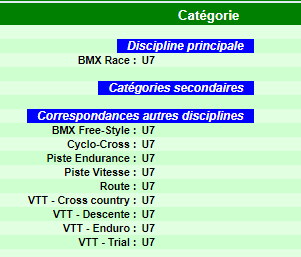 Catégorie
Discipline principale
BMX Race : U7
Catégories secondaires
Correspondances autres disciplines
BMX Free-Style : U7
Cyclo-Cross : U7
Piste Endurance : U7
Piste Vitesse : U7
Route : U7
VTT - Cross country : U7
VTT - Descente : U7
VTT - Enduro : U7
VTT - Trial : U7